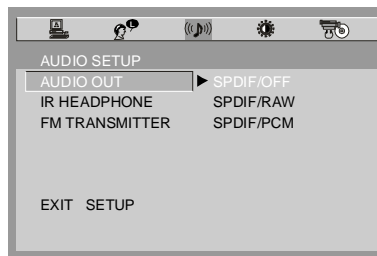 AUDIO SETUP
AUDIO OUT SPDIF/OFF
IR HEADPHONE SPDIF/RAW
FM TRANSMITTER SPDIF/PCM
EXIT SETUP